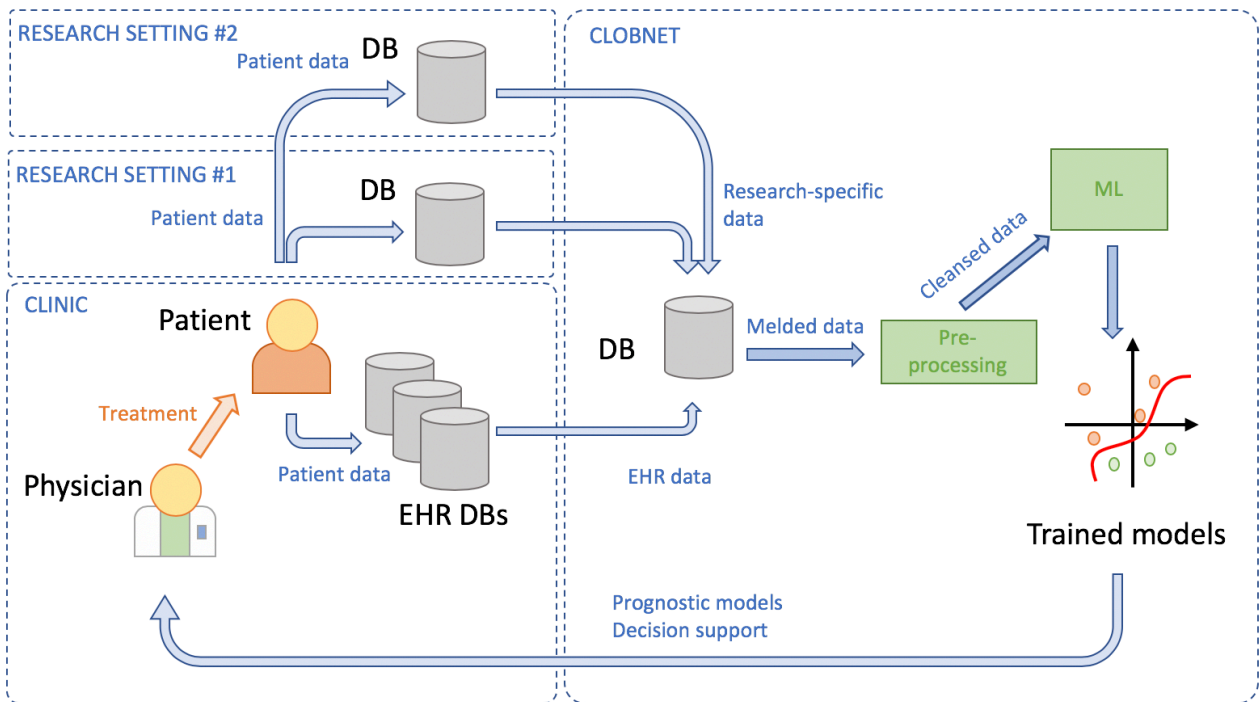 RESEARCH SETTING #2
Patient data
DB
RESEARCH SETTING #1
Patient data
DB
CLINIC
Patient
Treatment
Physician
Patient data
EHR DBs
CLOBNET
Research-specific
data
DB
EHR data
Melded data
Pre-
processing
Cleansed data
ML
Trained models
Prognostic models
Decision support